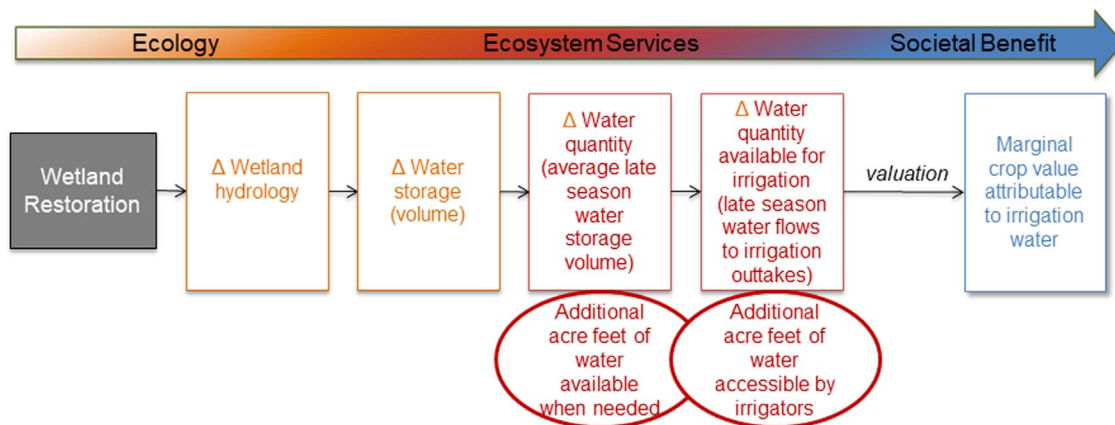 Ecology
Ecosystem Services
Societal Benefit
Wetland
Restoration
Δ Wetland
hydrology
Δ Water
storage
(volume)
Δ Water
quantity
(average late
season
water
storage
volume)
Δ Water
quantity
available for
irrigation
(late season
water flows
to irrigation
outtakes)
valuation
Marginal
crop value
attributable
to irrigation
water
Additional
acre feet of
water
available
when needed
Additional
acre feet of
water
accessible by
irrigators